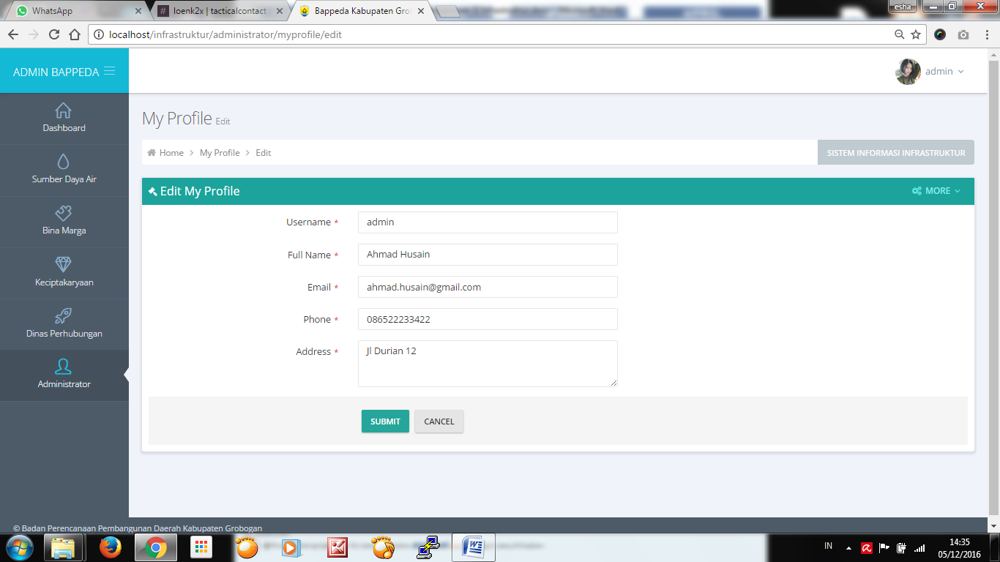 WhatsApp
loenk2x | tacticalcontact
Bappeda Kabupaten Gro
esha
localhost/infrastruktur/administrator/myprofile/edit
ADMIN BAPPEDA
admin
Dashboard
Sumber Daya Air
Bina Marga
Keciptakaryaan
Dinas Perhubungan
Administrator
My Profile Edit
Home > My Profile > Edit
SISTEM INFORMASI INFRASTRUKTUR
Edit My Profile
MORE
Username * admin
Full Name * Ahmad Husain
Email * ahmad.husain@gmail.com
Phone * 086522233422
Address * Jl Durian 12
SUBMIT CANCEL
© Badan Perencanaan Pembangunan Daerah Kabupaten Grobogan
IN
14:35
05/12/2016